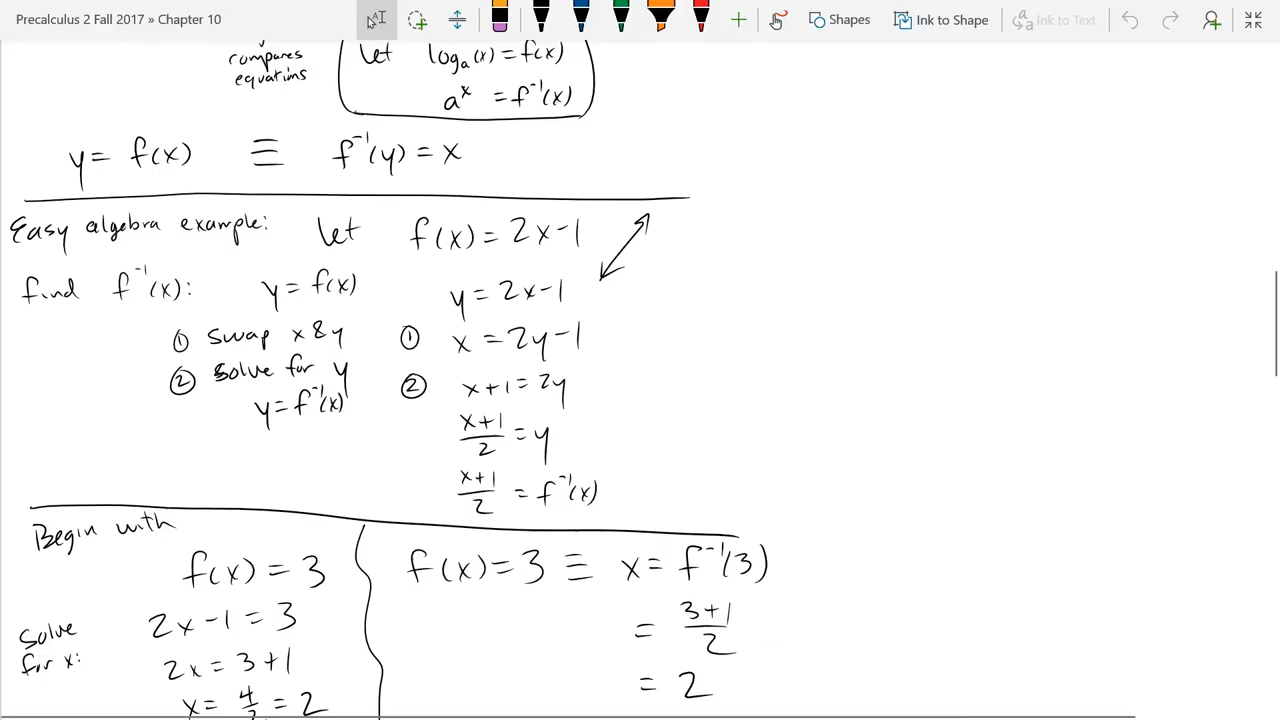 Precalculus 2 Fall 2017 » Chapter 10
Shapes
Ink to Shape
Ink to Text
compares
equations
let log_a(x) = f(x)
a^x = f^-1(x)
y = f(x) ≡ f^-1(y) = x
Easy algebra example: let f(x) = 2x-1
find f^-1(x): y = f(x)
① swap x & y
② solve for y
y = f^-1(x)
y = 2x-1
① x = 2y-1
② x+1 = 2y
x+1/2 = y
x+1/2 = f^-1(x)
Begin with
f(x) = 3
Solve for x:
2x-1 = 3
2x = 3+1
x = 4/2 = 2
f(x) = 3 ≡ x = f^-1(3)
= 3+1/2
= 2